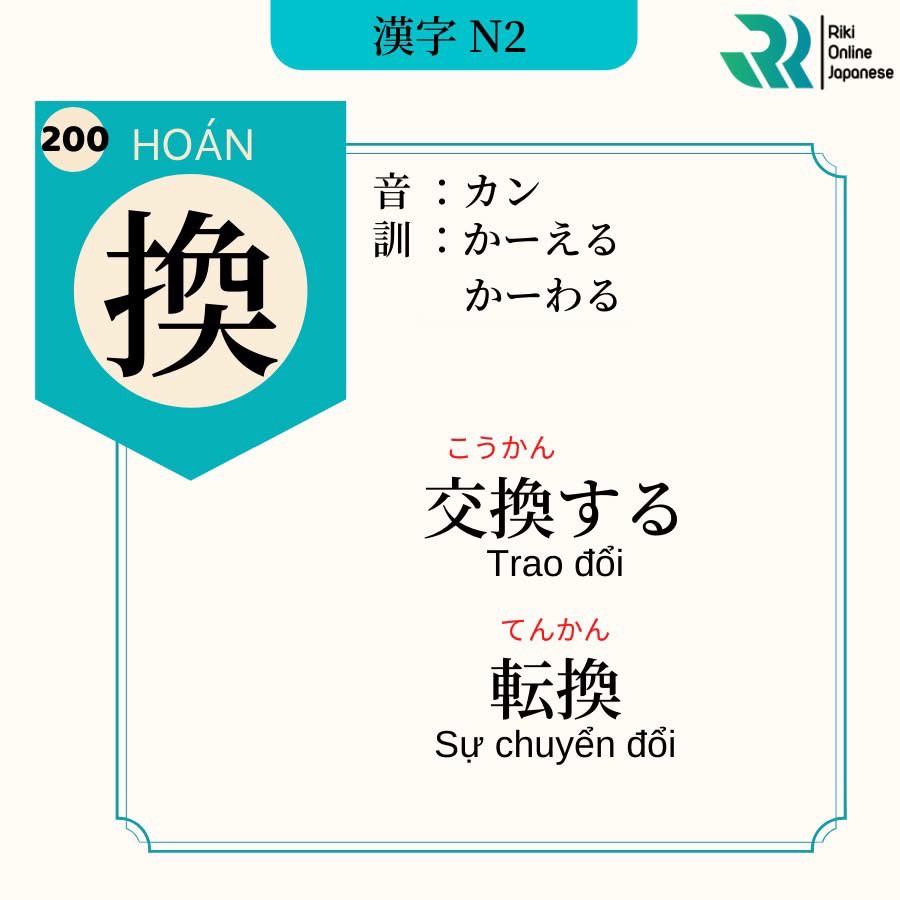 漢字 N2
Riki
Online
Japanese
200
HOÁN
換
音 ：カン
訓 ：かーえる
かーわる
こうかん
交換する
Trao đổi
てんかん
転換
Sự chuyển đổi